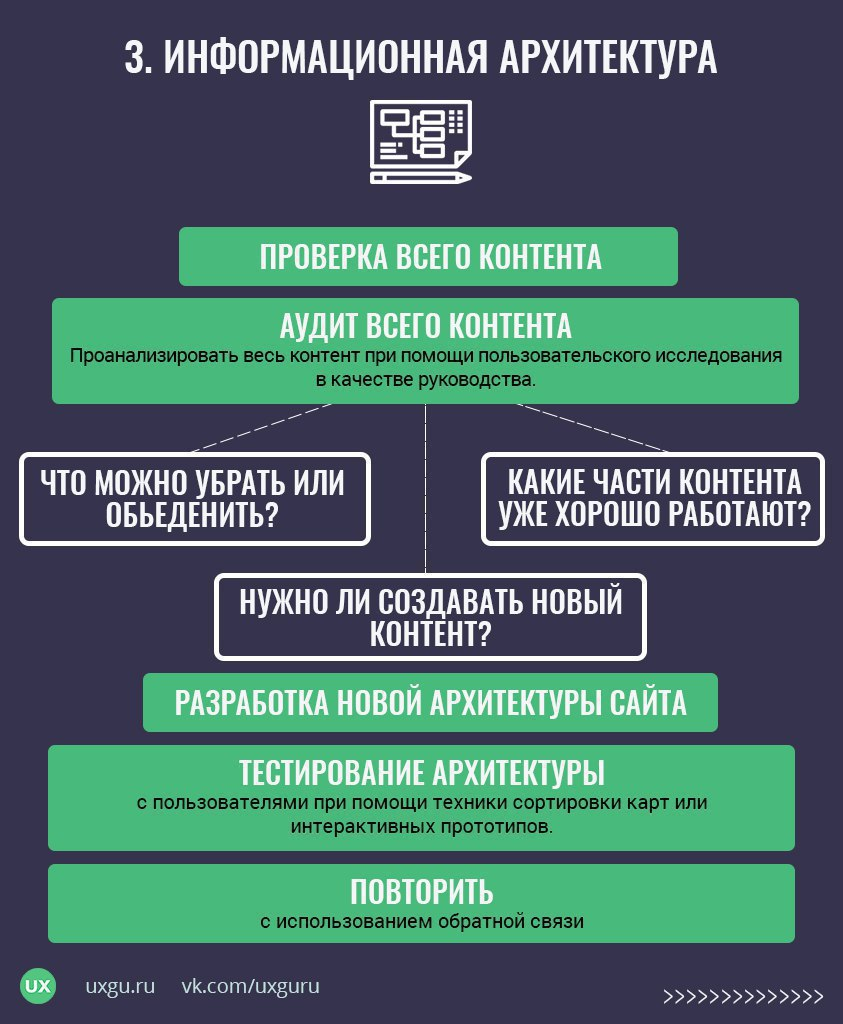 3. ИНФОРМАЦИОННАЯ АРХИТЕКТУРА
ПРОВЕРКА ВСЕГО КОНТЕНТА
АУДИТ ВСЕГО КОНТЕНТА
Проанализировать весь контент при помощи пользовательского исследования
в качестве руководства.
ЧТО МОЖНО УБРАТЬ ИЛИ
ОБЬЕДЕНИТЬ?
КАКИЕ ЧАСТИ КОНТЕНТА
УЖЕ ХОРОШО РАБОТАЮТ?
НУЖНО ЛИ СОЗДАВАТЬ НОВЫЙ
КОНТЕНТ?
РАЗРАБОТКА НОВОЙ АРХИТЕКТУРЫ САЙТА
ТЕСТИРОВАНИЕ АРХИТЕКТУРЫ
с пользователями при помощи техники сортировки карт или
интерактивных прототипов.
ПОВТОРИТЬ
с использованием обратной связи
UX uxgu.ru vk.com/uxguru
>>>>>>>>>>>>>>